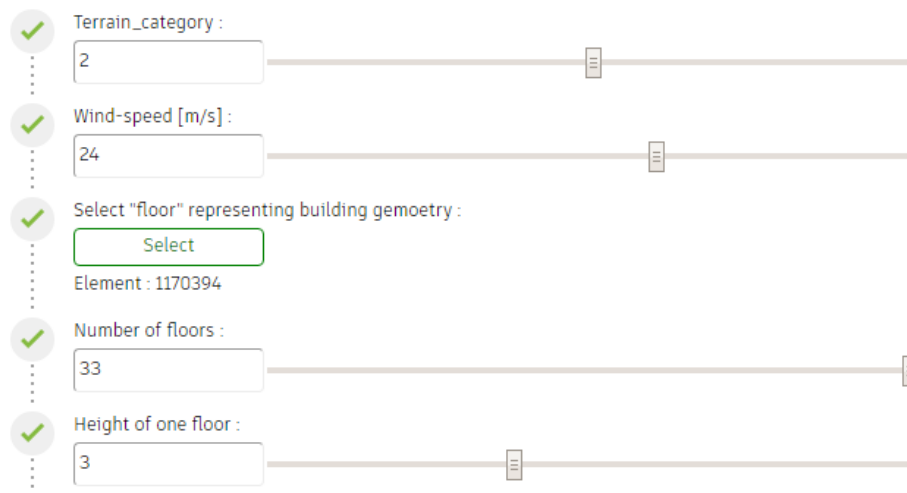 Terrain_category :
2
Wind-speed [m/s] :
24
Select "floor" representing building gemoetry :
Select
Element : 1170394
Number of floors :
33
Height of one floor :
3